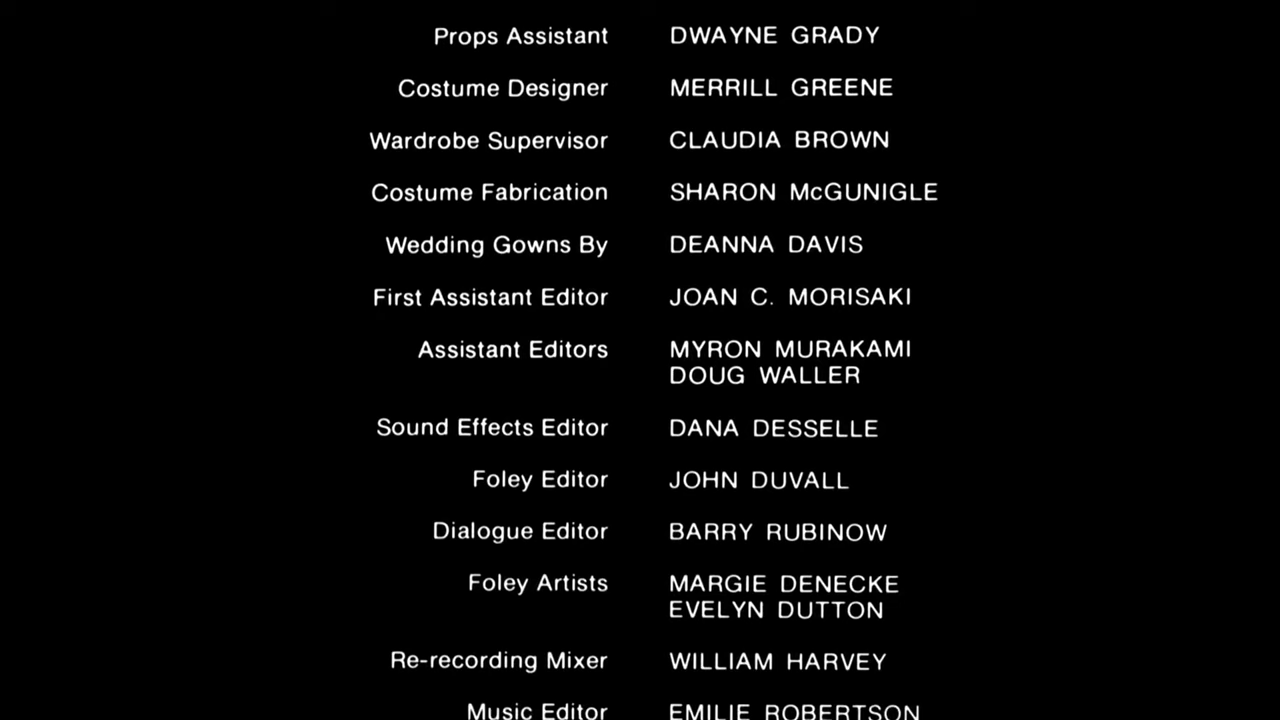 Props Assistant DWAYNE GRADY
Costume Designer MERRILL GREENE
Wardrobe Supervisor CLAUDIA BROWN
Costume Fabrication SHARON McGUNIGLE
Wedding Gowns By DEANNA DAVIS
First Assistant Editor JOAN C. MORISAKI
Assistant Editors MYRON MURAKAMI
DOUG WALLER
Sound Effects Editor DANA DESSELLE
Foley Editor JOHN DUVALL
Dialogue Editor BARRY RUBINOW
Foley Artists MARGIE DENECKE
EVELYN DUTTON
Re-recording Mixer WILLIAM HARVEY
Music Editor EMILIE ROBERTSON